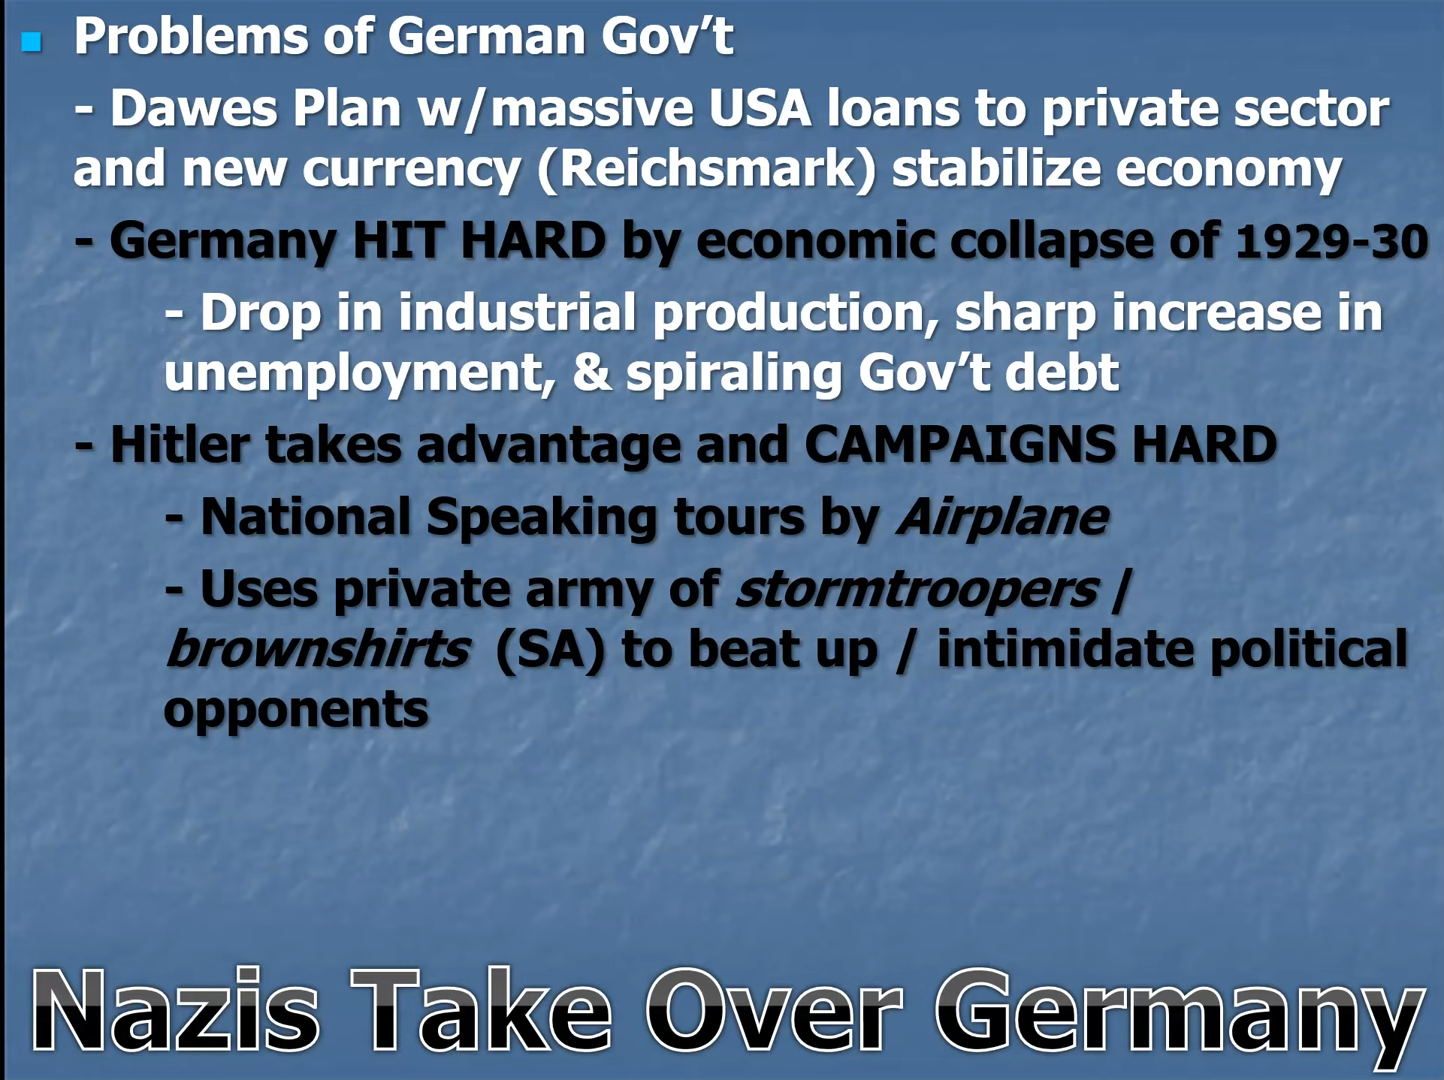 Problems of German Gov’t
- Dawes Plan w/massive USA loans to private sector
and new currency (Reichsmark) stabilize economy
- Germany HIT HARD by economic collapse of 1929-30
- Drop in industrial production, sharp increase in
unemployment, & spiraling Gov’t debt
- Hitler takes advantage and CAMPAIGNS HARD
- National Speaking tours by Airplane
- Uses private army of stormtroopers /
brownshirts (SA) to beat up / intimidate political
opponents
Nazis Take Over Germany